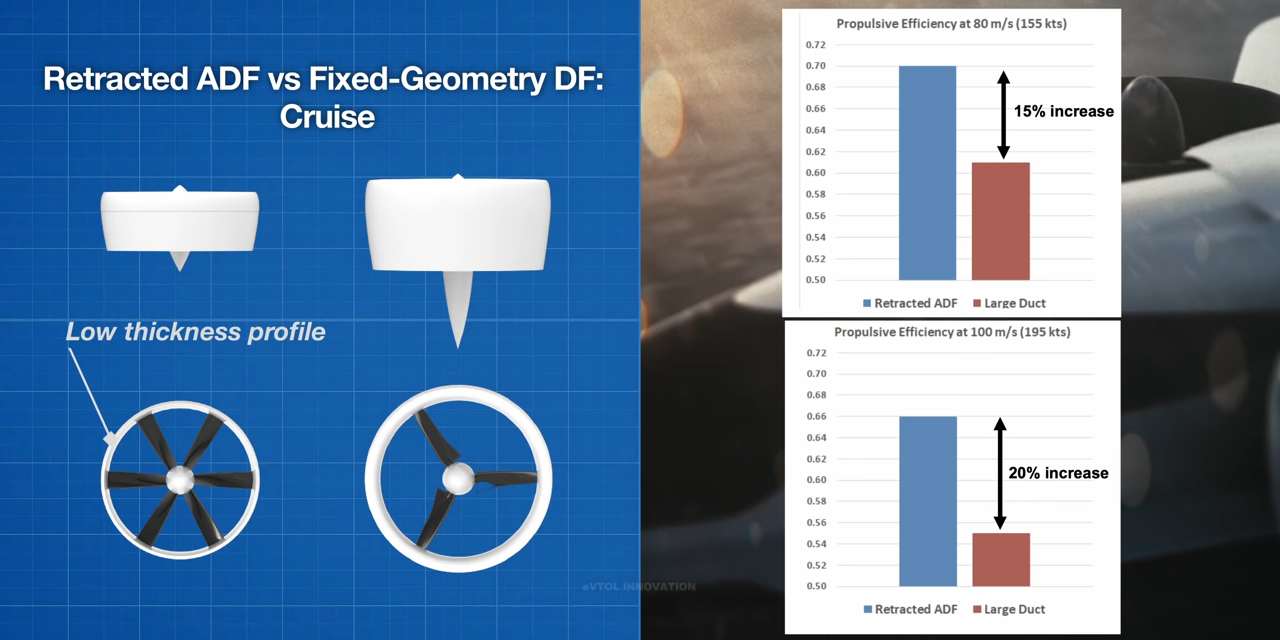 Retracted ADF vs Fixed-Geometry DF:
Cruise
Low thickness profile
eVTOL INNOVATION
Propulsive Efficiency at 80 m/s (155 kts)
0.72
0.70
0.68
0.66
0.64
0.62
0.60
0.58
0.56
0.54
0.52
0.50
15% increase
Retracted ADF Large Duct
Propulsive Efficiency at 100 m/s (195 kts)
0.72
0.70
0.68
0.66
0.64
0.62
0.60
0.58
0.56
0.54
0.52
0.50
20% increase
Retracted ADF Large Duct